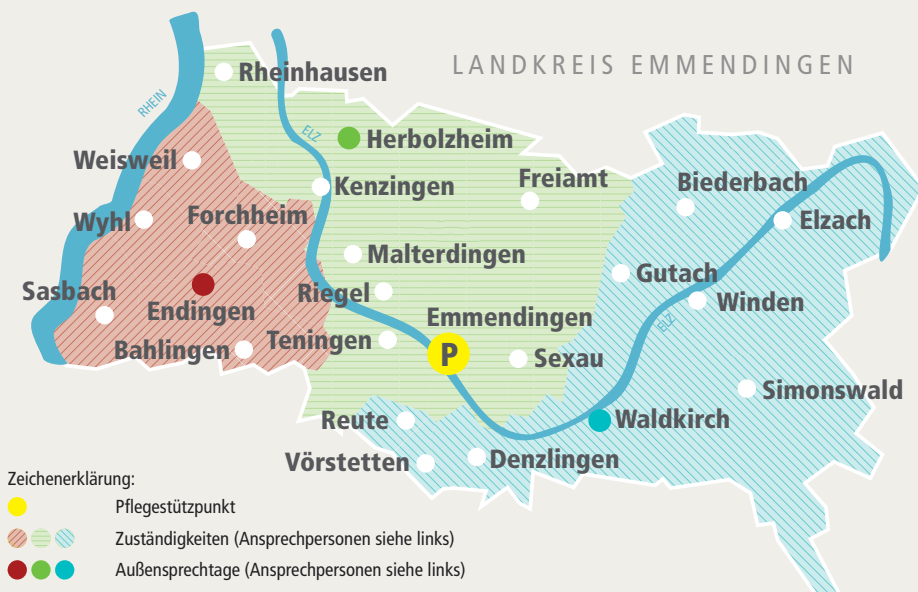 LANDKREIS EMMENDINGEN
Rheinhausen
RHEIN
ELZ
Herbolzheim
Weisweil
Kenzingen
Freiamt
Biederbach
Wyhl
Forchheim
Elzach
Malterdingen
Gutach
Sasbach
Riegel
Winden
Endingen
Emmendingen
ELZ
Bahlingen
Teningen
P
Sexau
Simonswald
Reute
Waldkirch
Vörstetten
Denzlingen
Zeichenerklärung:
Pflegestützpunkt
Zuständigkeiten (Ansprechpersonen siehe links)
Außensprechtage (Ansprechpersonen siehe links)